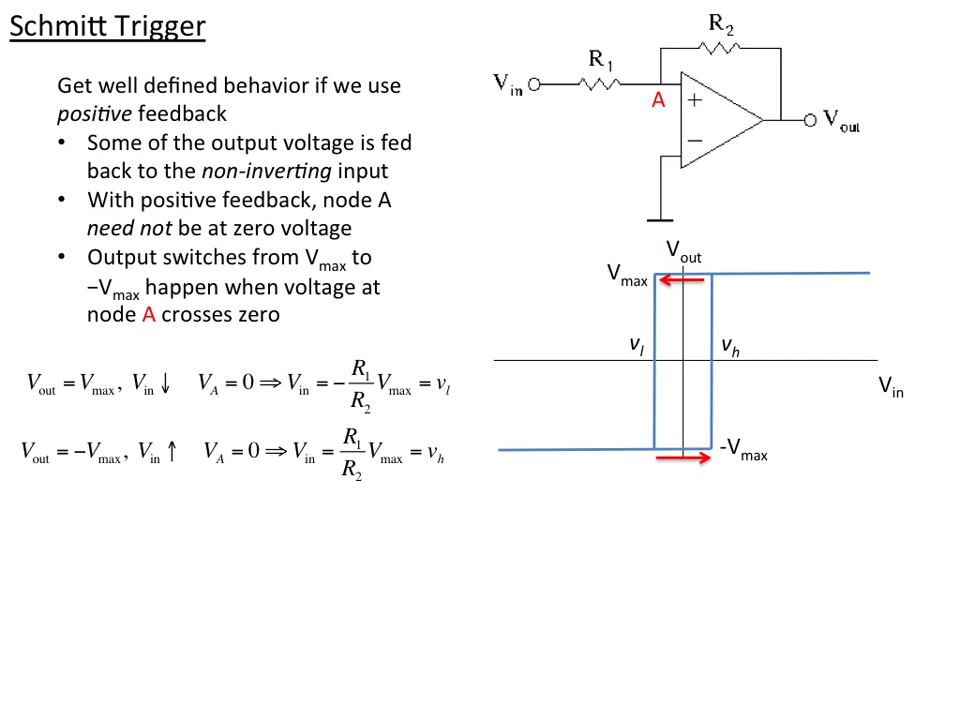 Schmitt Trigger
Get well defined behavior if we use
positive feedback
• Some of the output voltage is fed
back to the non-inverting input
• With positive feedback, node A
need not be at zero voltage
• Output switches from Vmax to
−Vmax happen when voltage at
node A crosses zero
Vout = Vmax, Vin ↓ VA = 0 ⇒ Vin = − R1/R2 Vmax = vl
Vout = −Vmax, Vin ↑ VA = 0 ⇒ Vin = R1/R2 Vmax = vh
R2
R1
Vin
A
+
−
Vout
Vout
Vmax
vl
vh
Vin
-Vmax